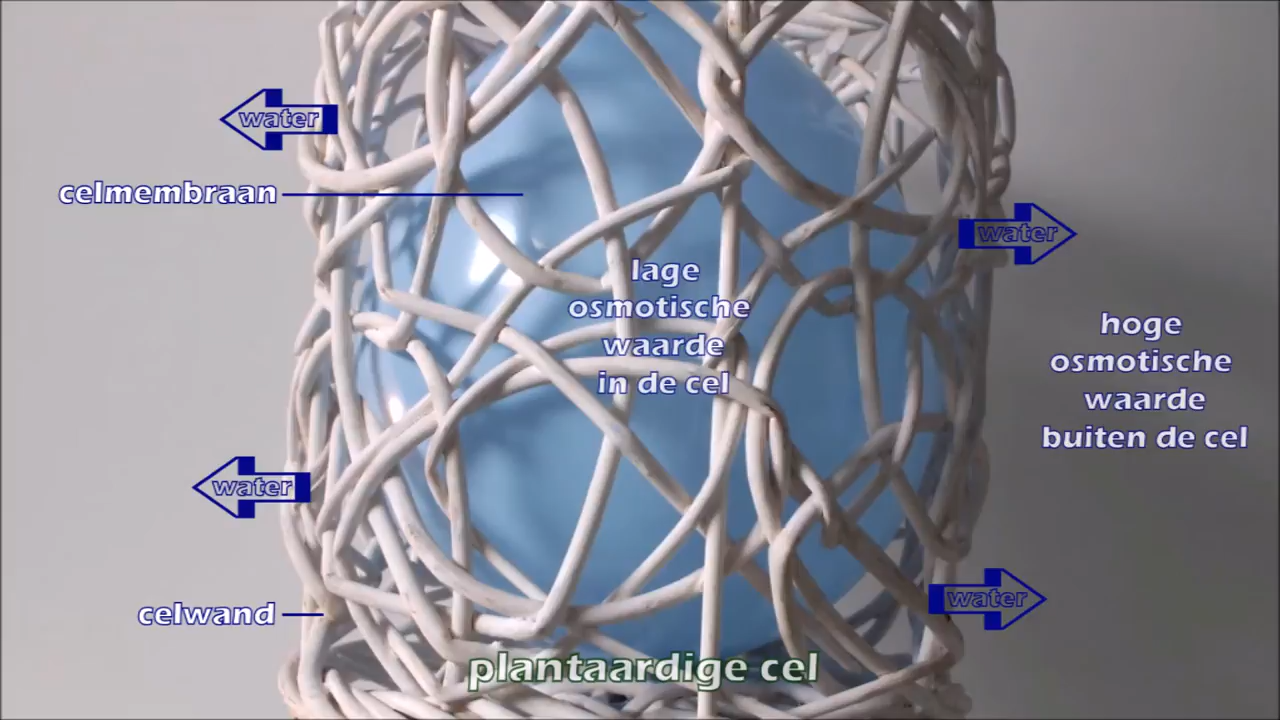 water
celmembraan
water
lage
osmotische
waarde
in de cel
hoge
osmotische
waarde
buiten de cel
water
celwand
water
plantaardige cel